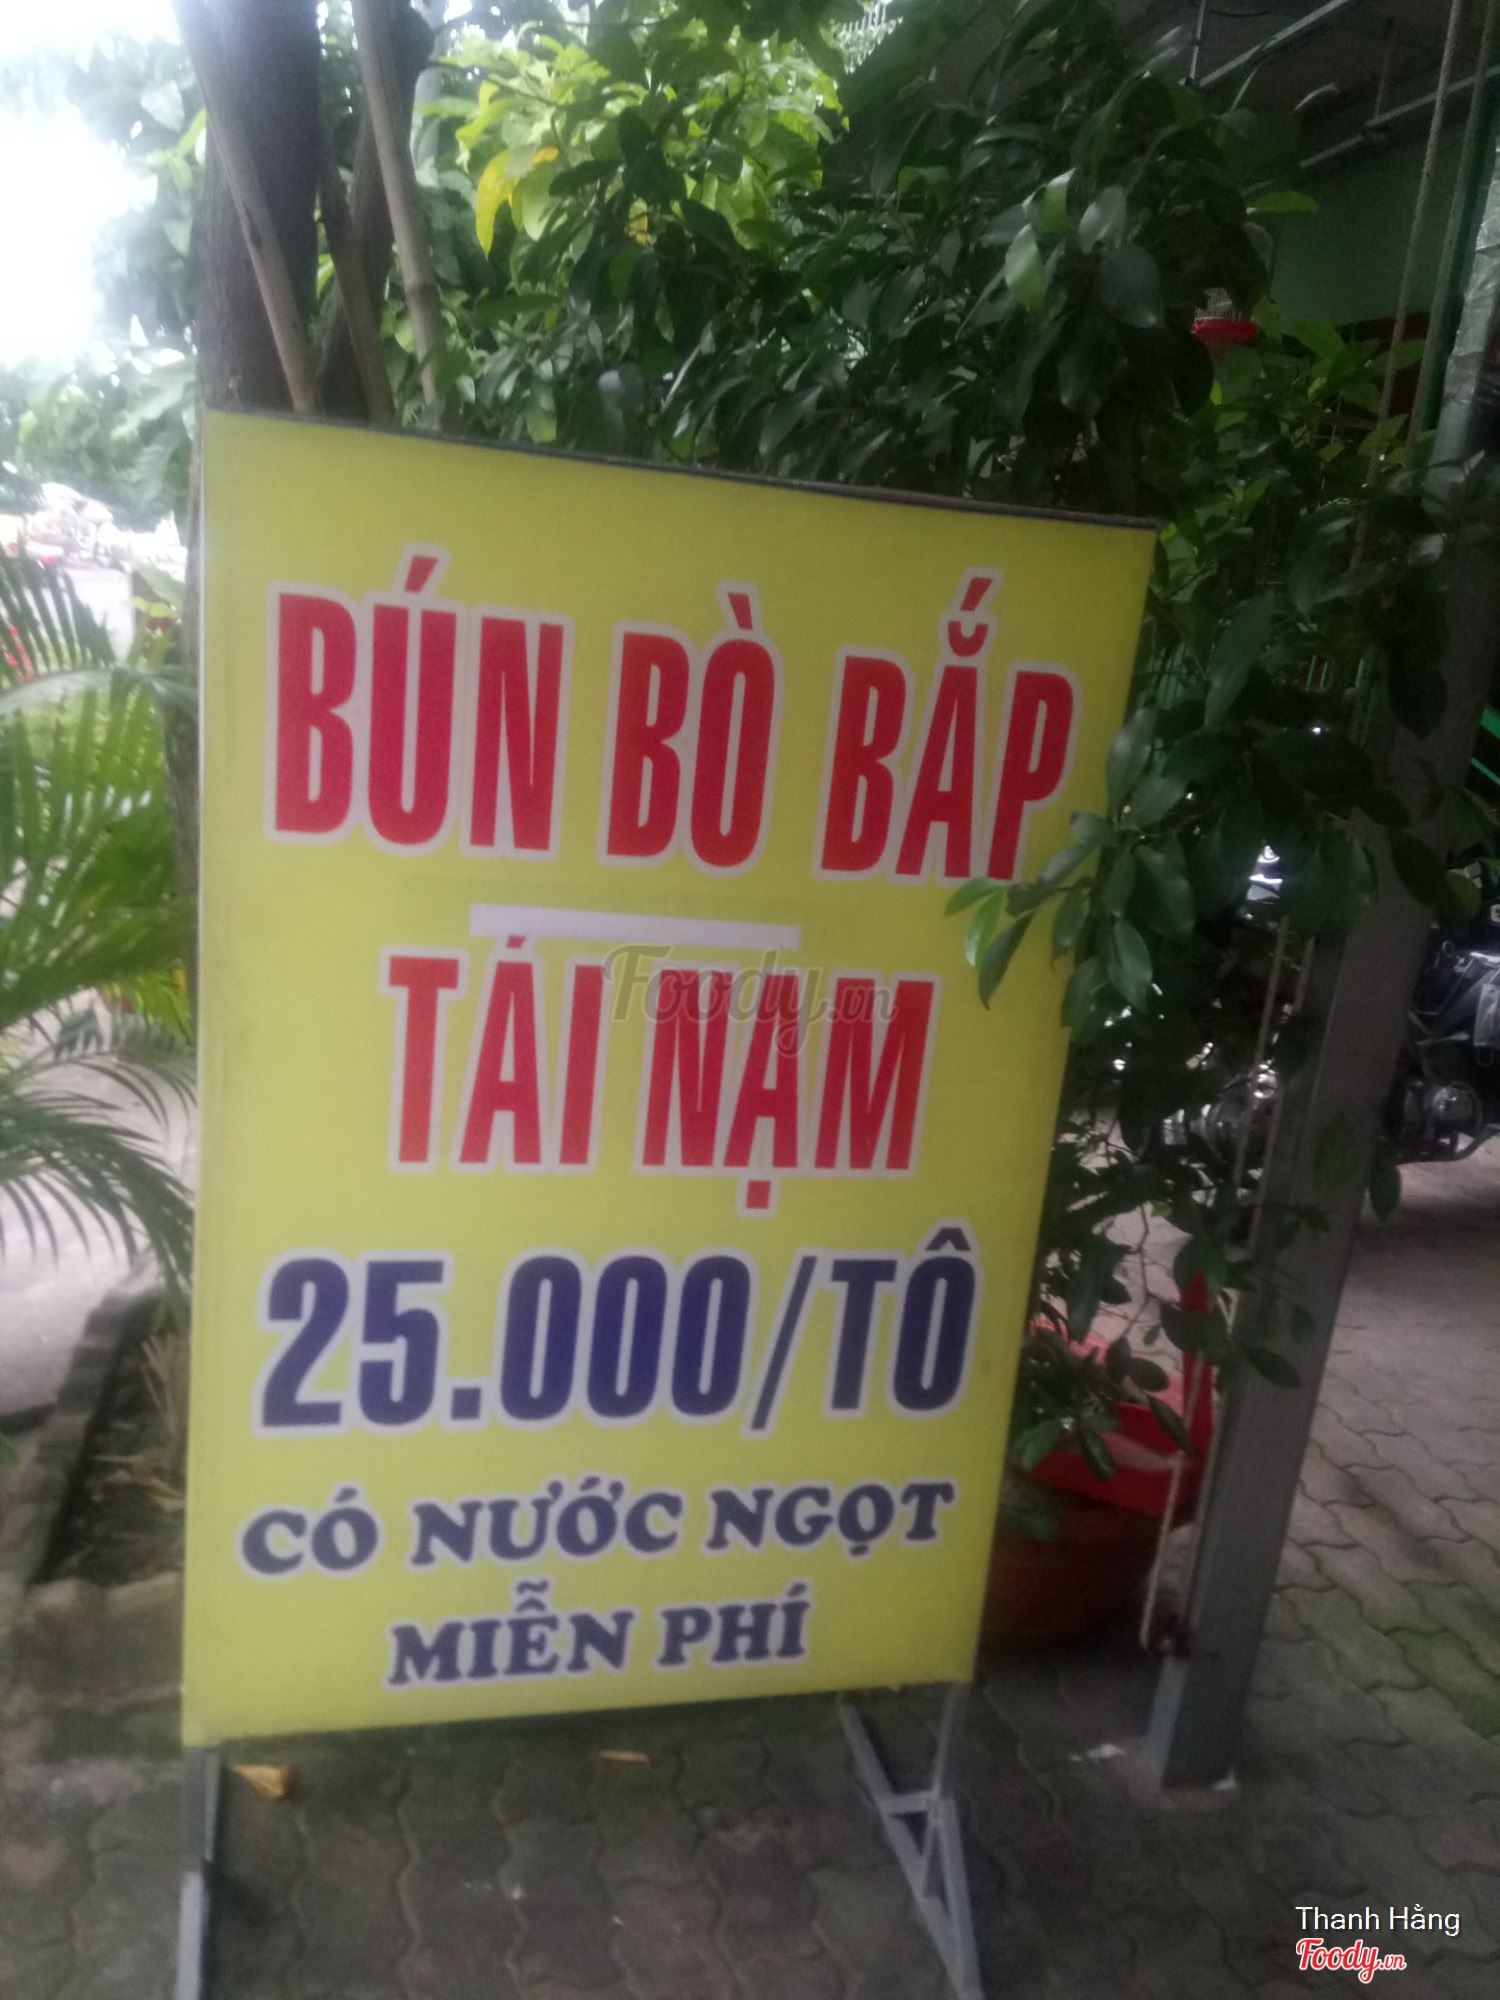 BÚN BÒ BẮP
TÁI NẠM
25.000/TÔ
CÓ NƯỚC NGỌT
MIỄN PHÍ
Foody.vn
Thanh Hằng
Foody.vn